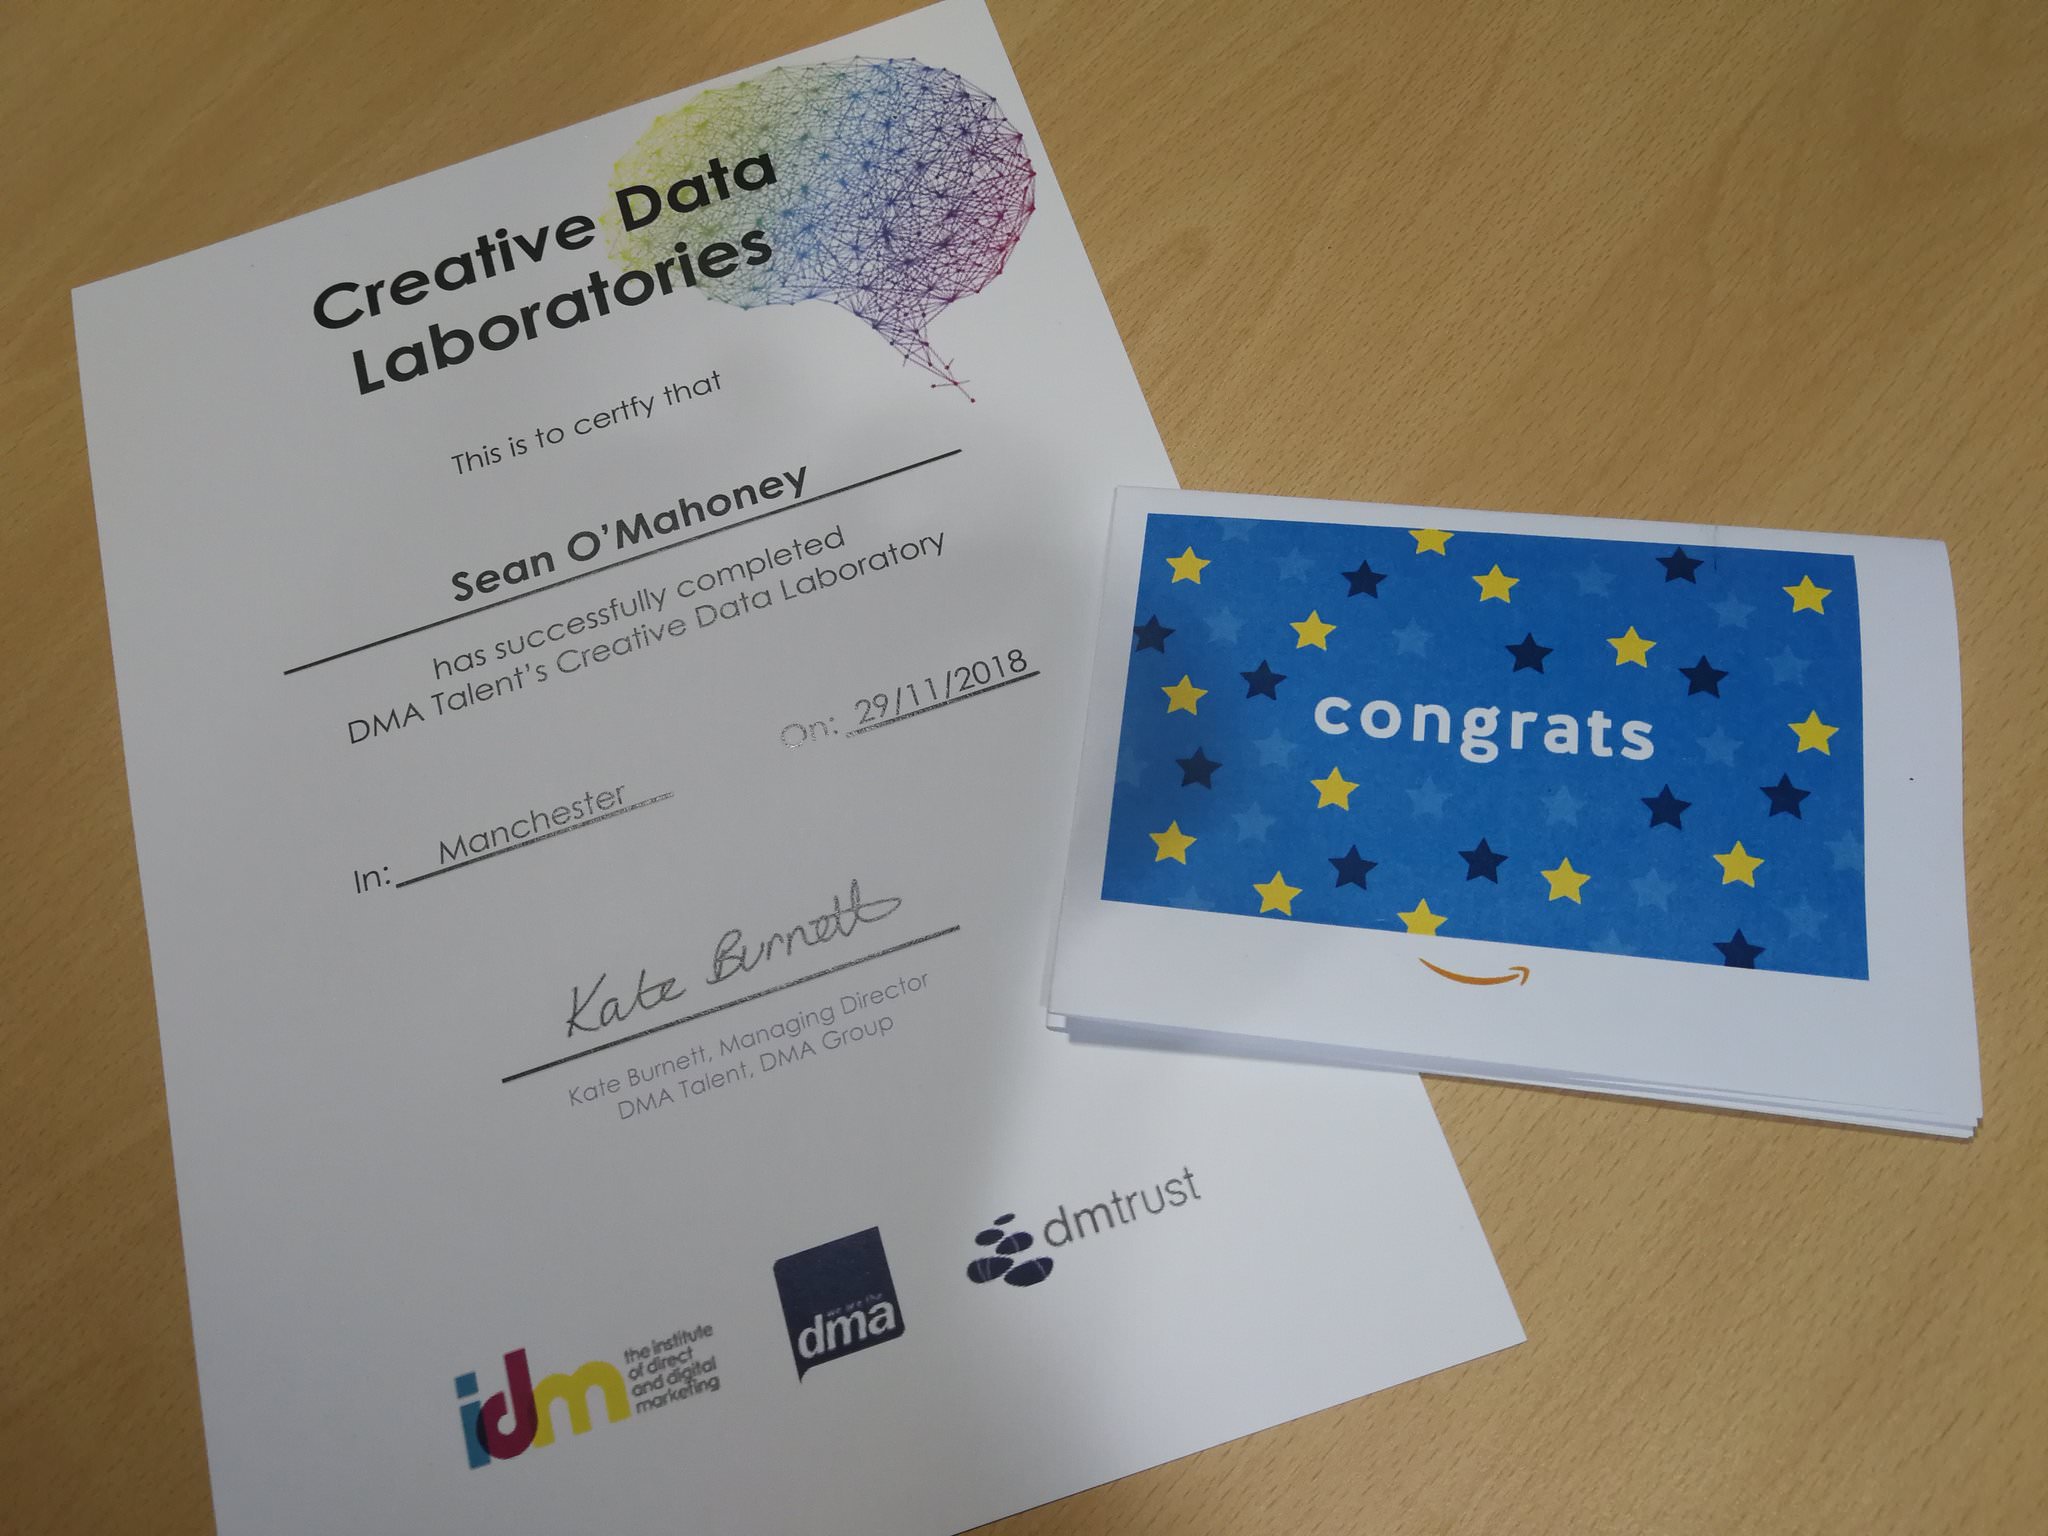 Creative Data
Laboratories
This is to certfy that
Sean O'Mahoney
has successfully completed
DMA Talent's Creative Data Laboratory
In: Manchester
On: 29/11/2018
Kate Burnett
Kate Burnett, Managing Director
DMA Talent, DMA Group
idm
the institute
of direct
and digital
marketing
we are the
dma
dmtrust
congrats